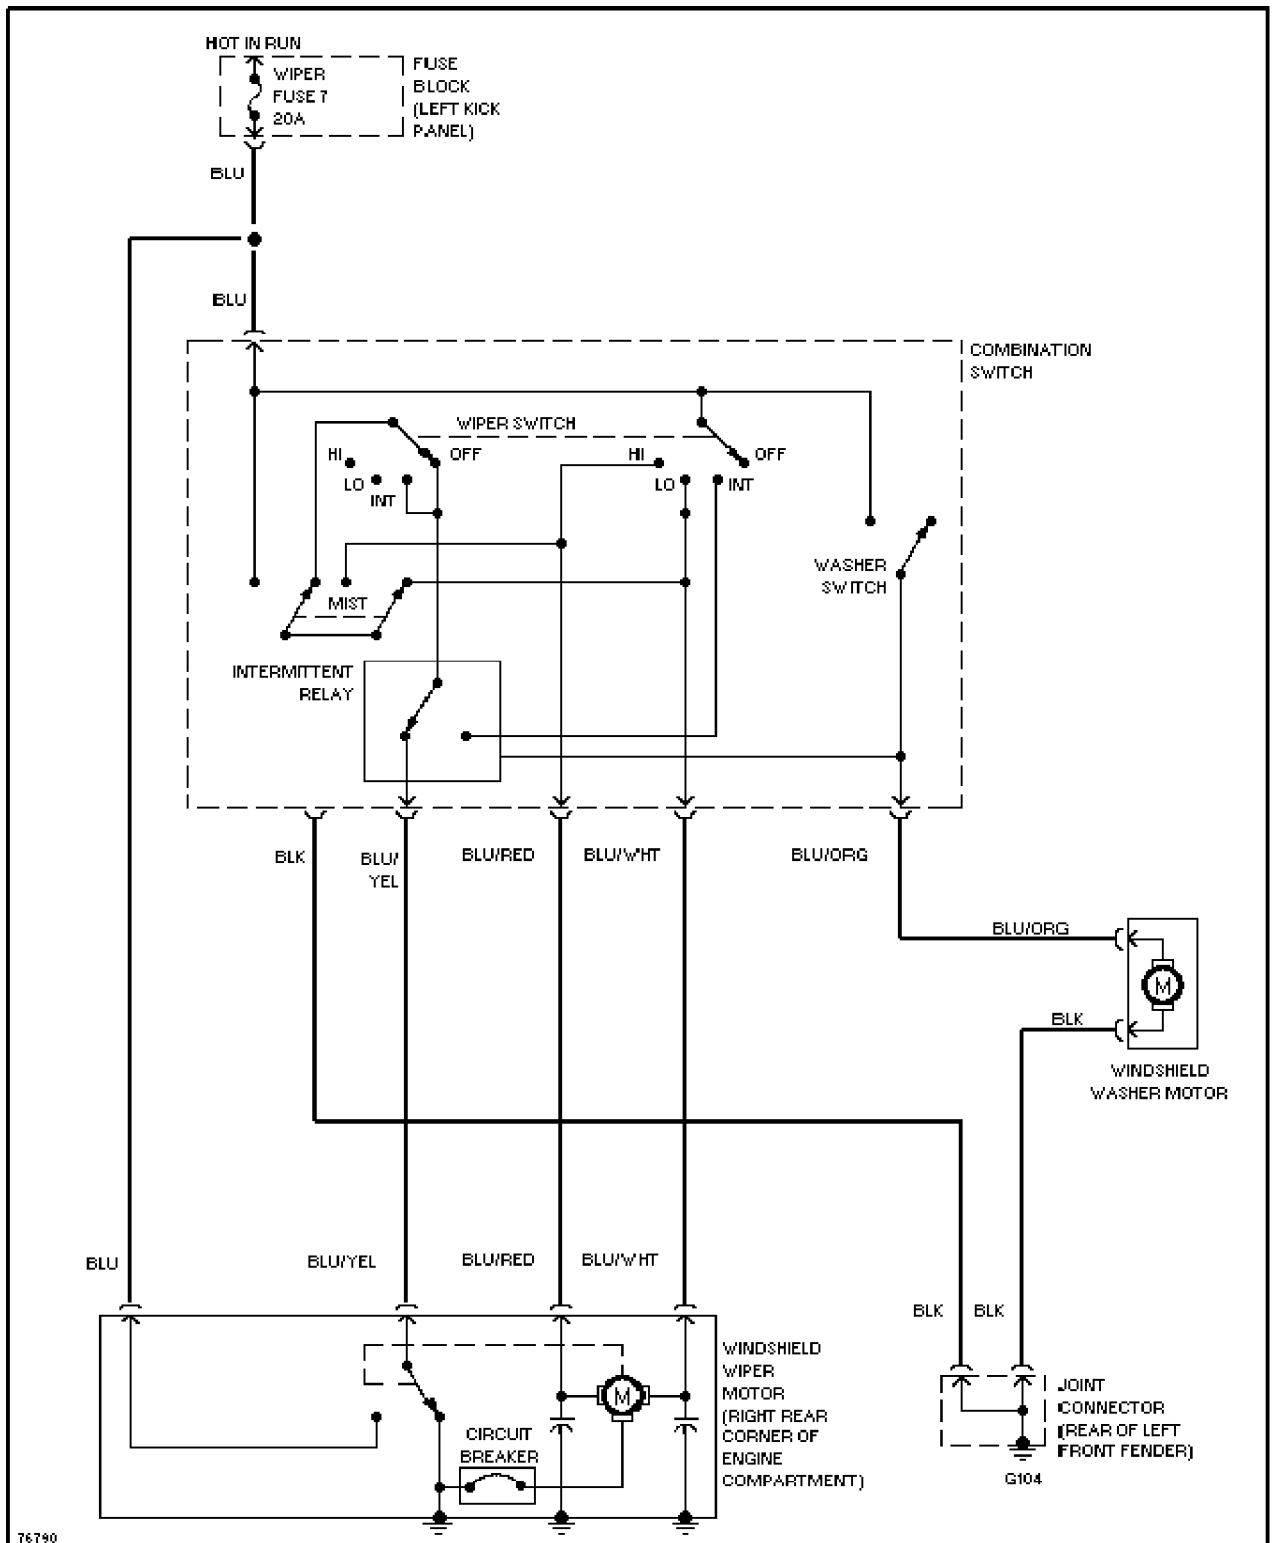 HOT IN RUN
WIPER
FUSE 7
20A
FUSE
BLOCK
(LEFT KICK
PANEL)
BLU
BLU
COMBINATION
SWITCH
WIPER SWITCH
HI
OFF
LO
INT
HI
OFF
LO
INT
WASHER
SWITCH
MIST
INTERMITTENT
RELAY
BLK
BLU/
YEL
BLU/RED
BLU/WHT
BLU/ORG
BLU/ORG
M
BLK
WINDSHIELD
WASHER MOTOR
BLU
BLU/YEL
BLU/RED
BLU/WHT
BLK
BLK
WINDSHIELD
WIPER
MOTOR
(RIGHT REAR
CORNER OF
ENGINE
COMPARTMENT)
M
CIRCUIT
BREAKER
JOINT
CONNECTOR
(REAR OF LEFT
FRONT FENDER)
G104
76790